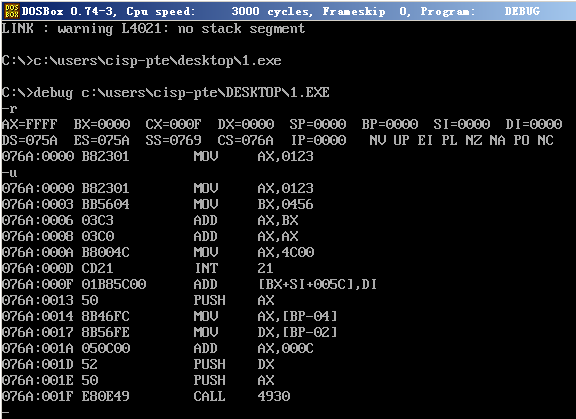 DOSBox 0.74-3, Cpu speed:    3000 cycles, Frameskip  0, Program:    DEBUG
LINK : warning L4021: no stack segment
C:\>c:\users\cisp-pte\desktop\1.exe
C:\>debug c:\users\cisp-pte\DESKTOP\1.EXE
-r
AX=FFFF  BX=0000  CX=000F  DX=0000  SP=0000  BP=0000  SI=0000  DI=0000
DS=075A  ES=075A  SS=0769  CS=076A  IP=0000   NV UP EI PL NZ NA PO NC
076A:0000 B82301        MOV     AX,0123
-u
076A:0000 B82301        MOV     AX,0123
076A:0003 BB5604        MOV     BX,0456
076A:0006 03C3          ADD     AX,BX
076A:0008 03C0          ADD     AX,AX
076A:000A B8004C        MOV     AX,4C00
076A:000D CD21          INT     21
076A:000F 01B85C00      ADD     [BX+SI+005C],DI
076A:0013 50            PUSH    AX
076A:0014 8B46FC        MOV     AX,[BP-04]
076A:0017 8B56FE        MOV     DX,[BP-02]
076A:001A 050C00        ADD     AX,000C
076A:001D 52            PUSH    DX
076A:001E 50            PUSH    AX
076A:001F E80E49        CALL    4930
-